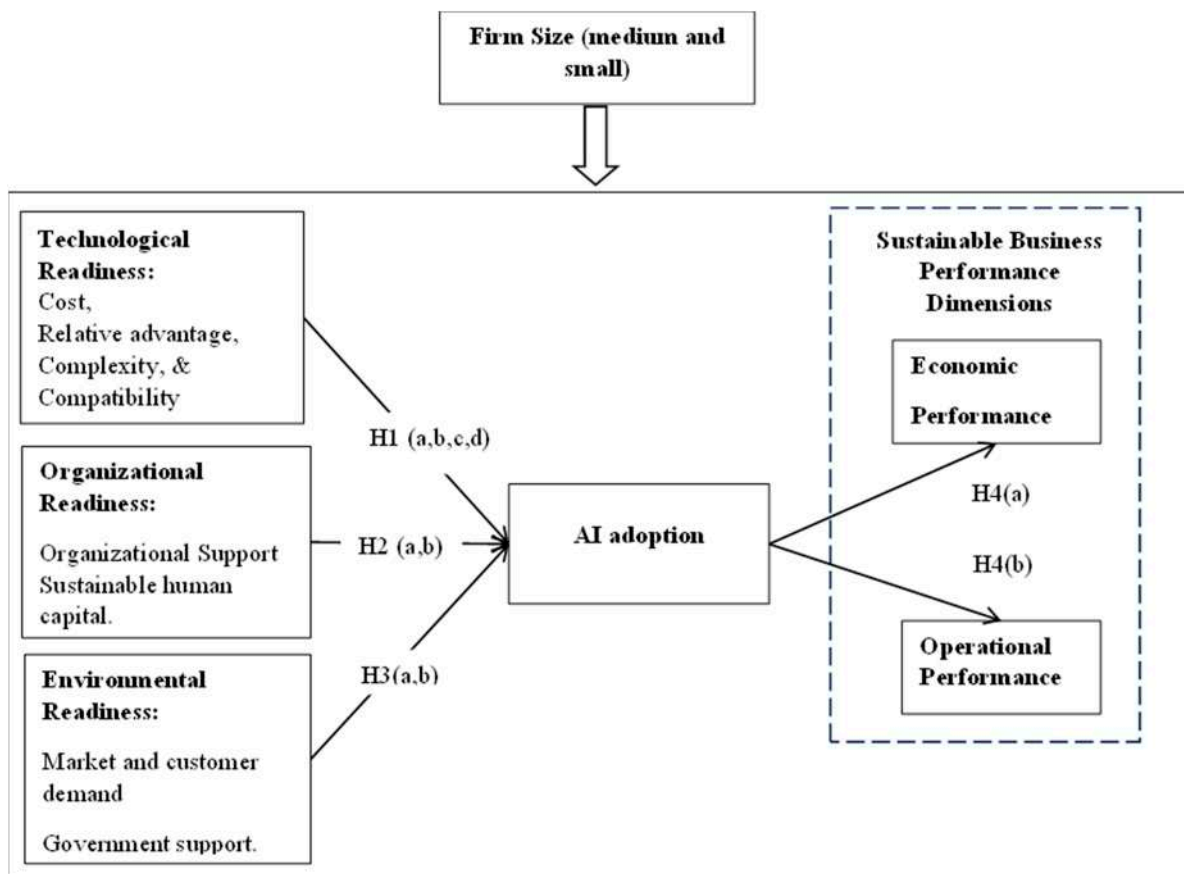 Firm Size (medium and
small)
Technological
Readiness:
Cost,
Relative advantage,
Complexity, &
Compatibility
H1 (a,b,c,d)
Organizational
Readiness:
Organizational Support
Sustainable human
capital.
H2 (a,b)
Environmental
Readiness:
Market and customer
demand
Government support.
H3(a,b)
AI adoption
Sustainable Business
Performance
Dimensions
Economic
Performance
H4(a)
H4(b)
Operational
Performance